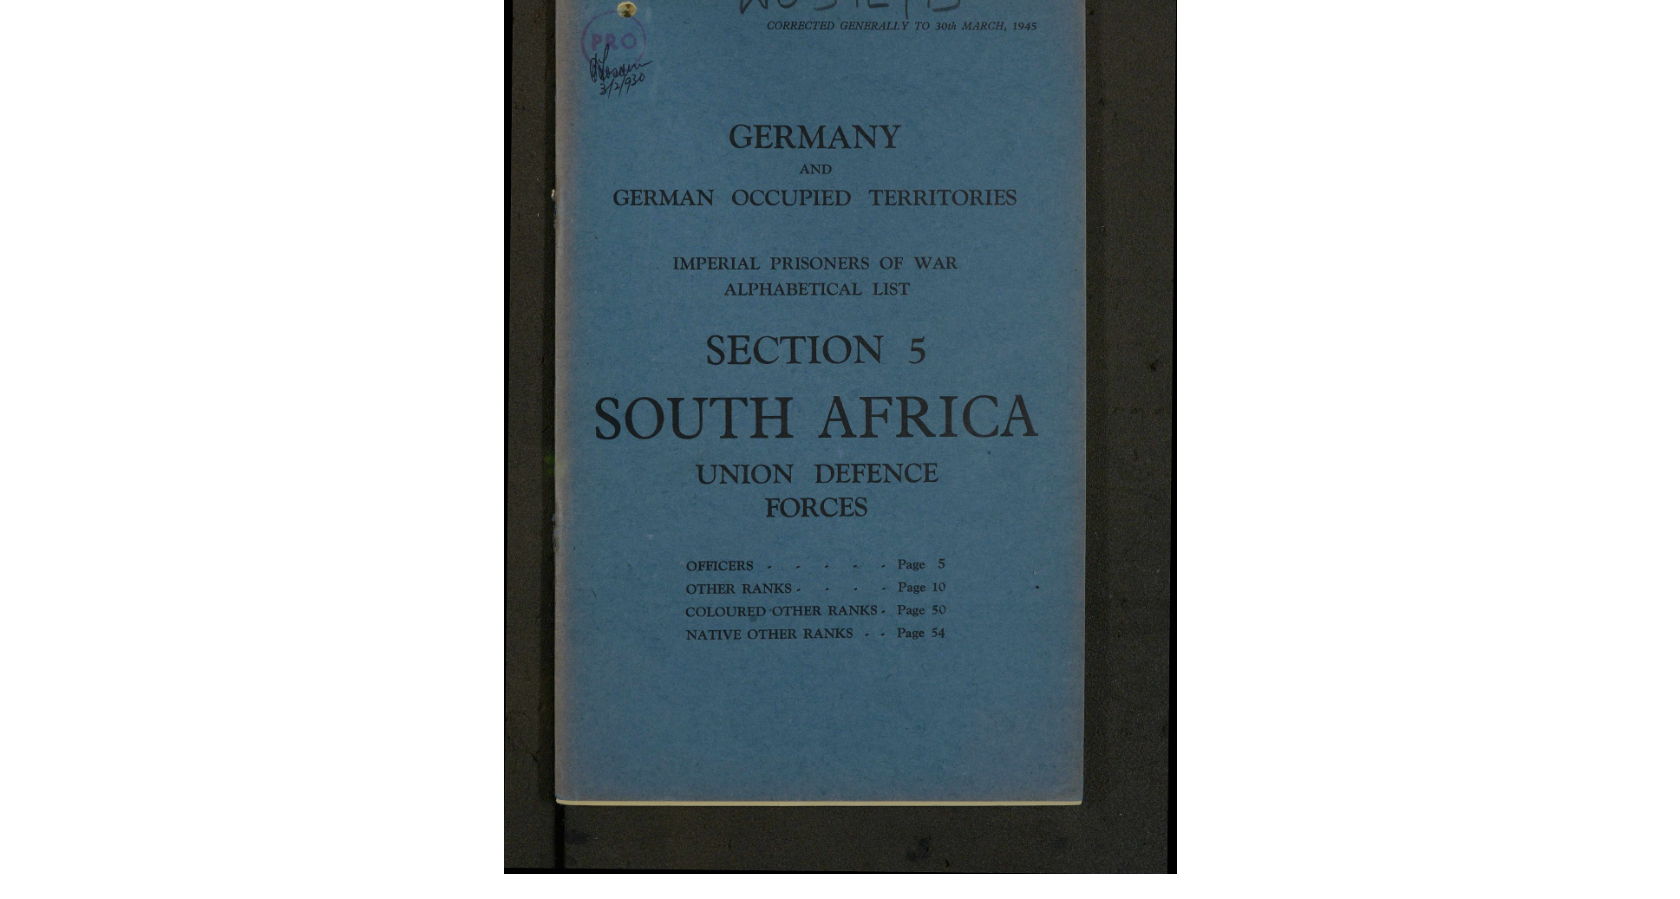 CORRECTED GENERALLY TO 30th MARCH, 1945
PRO
GERMANY
AND
GERMAN OCCUPIED TERRITORIES
IMPERIAL PRISONERS OF WAR
ALPHABETICAL LIST
SECTION 5
SOUTH AFRICA
UNION DEFENCE
FORCES
OFFICERS - - - - - Page 5
OTHER RANKS - - - - Page 10
COLOURED OTHER RANKS - Page 50
NATIVE OTHER RANKS - - Page 54